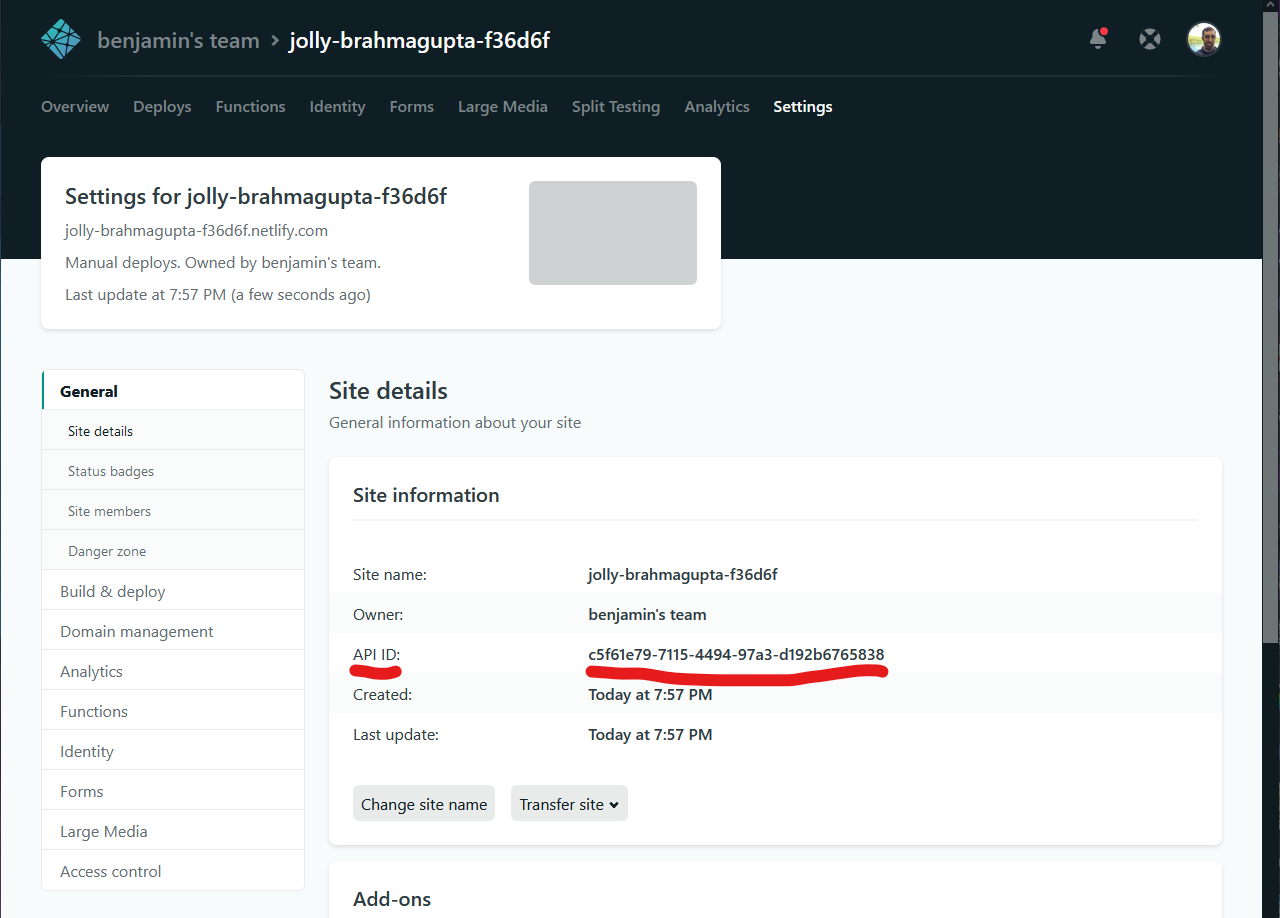 benjamin's team > jolly-brahmagupta-f36d6f
Overview Deploys Functions Identity Forms Large Media Split Testing Analytics Settings
Settings for jolly-brahmagupta-f36d6f
jolly-brahmagupta-f36d6f.netlify.com
Manual deploys. Owned by benjamin's team.
Last update at 7:57 PM (a few seconds ago)
General
Site details
Status badges
Site members
Danger zone
Build & deploy
Domain management
Analytics
Functions
Identity
Forms
Large Media
Access control
Site details
General information about your site
Site information
Site name: jolly-brahmagupta-f36d6f
Owner: benjamin's team
API ID: c5f61e79-7115-4494-97a3-d192b6765838
Created: Today at 7:57 PM
Last update: Today at 7:57 PM
Change site name Transfer site
Add-ons